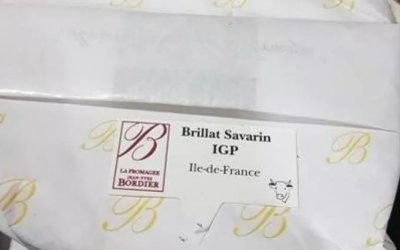 Brillat Savarin
IGP
Ile-de-France
B
LA FROMAGERIE
JEAN-YVES
BORDIER